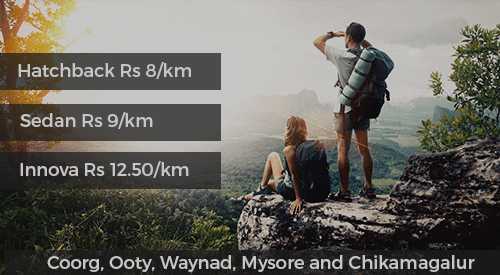 Hatchback Rs 8/km
Sedan Rs 9/km
Innova Rs 12.50/km
Coorg, Ooty, Waynad, Mysore and Chikamagalur